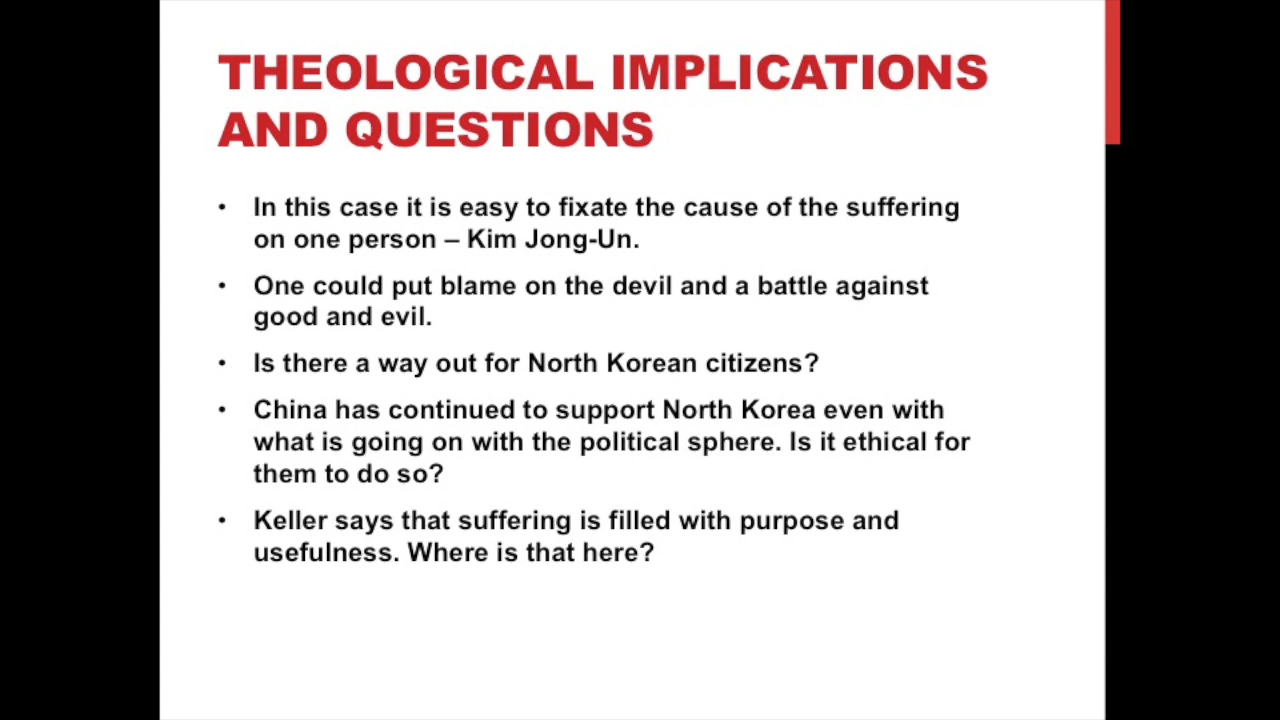 THEOLOGICAL IMPLICATIONS
AND QUESTIONS
• In this case it is easy to fixate the cause of the suffering
on one person – Kim Jong-Un.
• One could put blame on the devil and a battle against
good and evil.
• Is there a way out for North Korean citizens?
• China has continued to support North Korea even with
what is going on with the political sphere. Is it ethical for
them to do so?
• Keller says that suffering is filled with purpose and
usefulness. Where is that here?